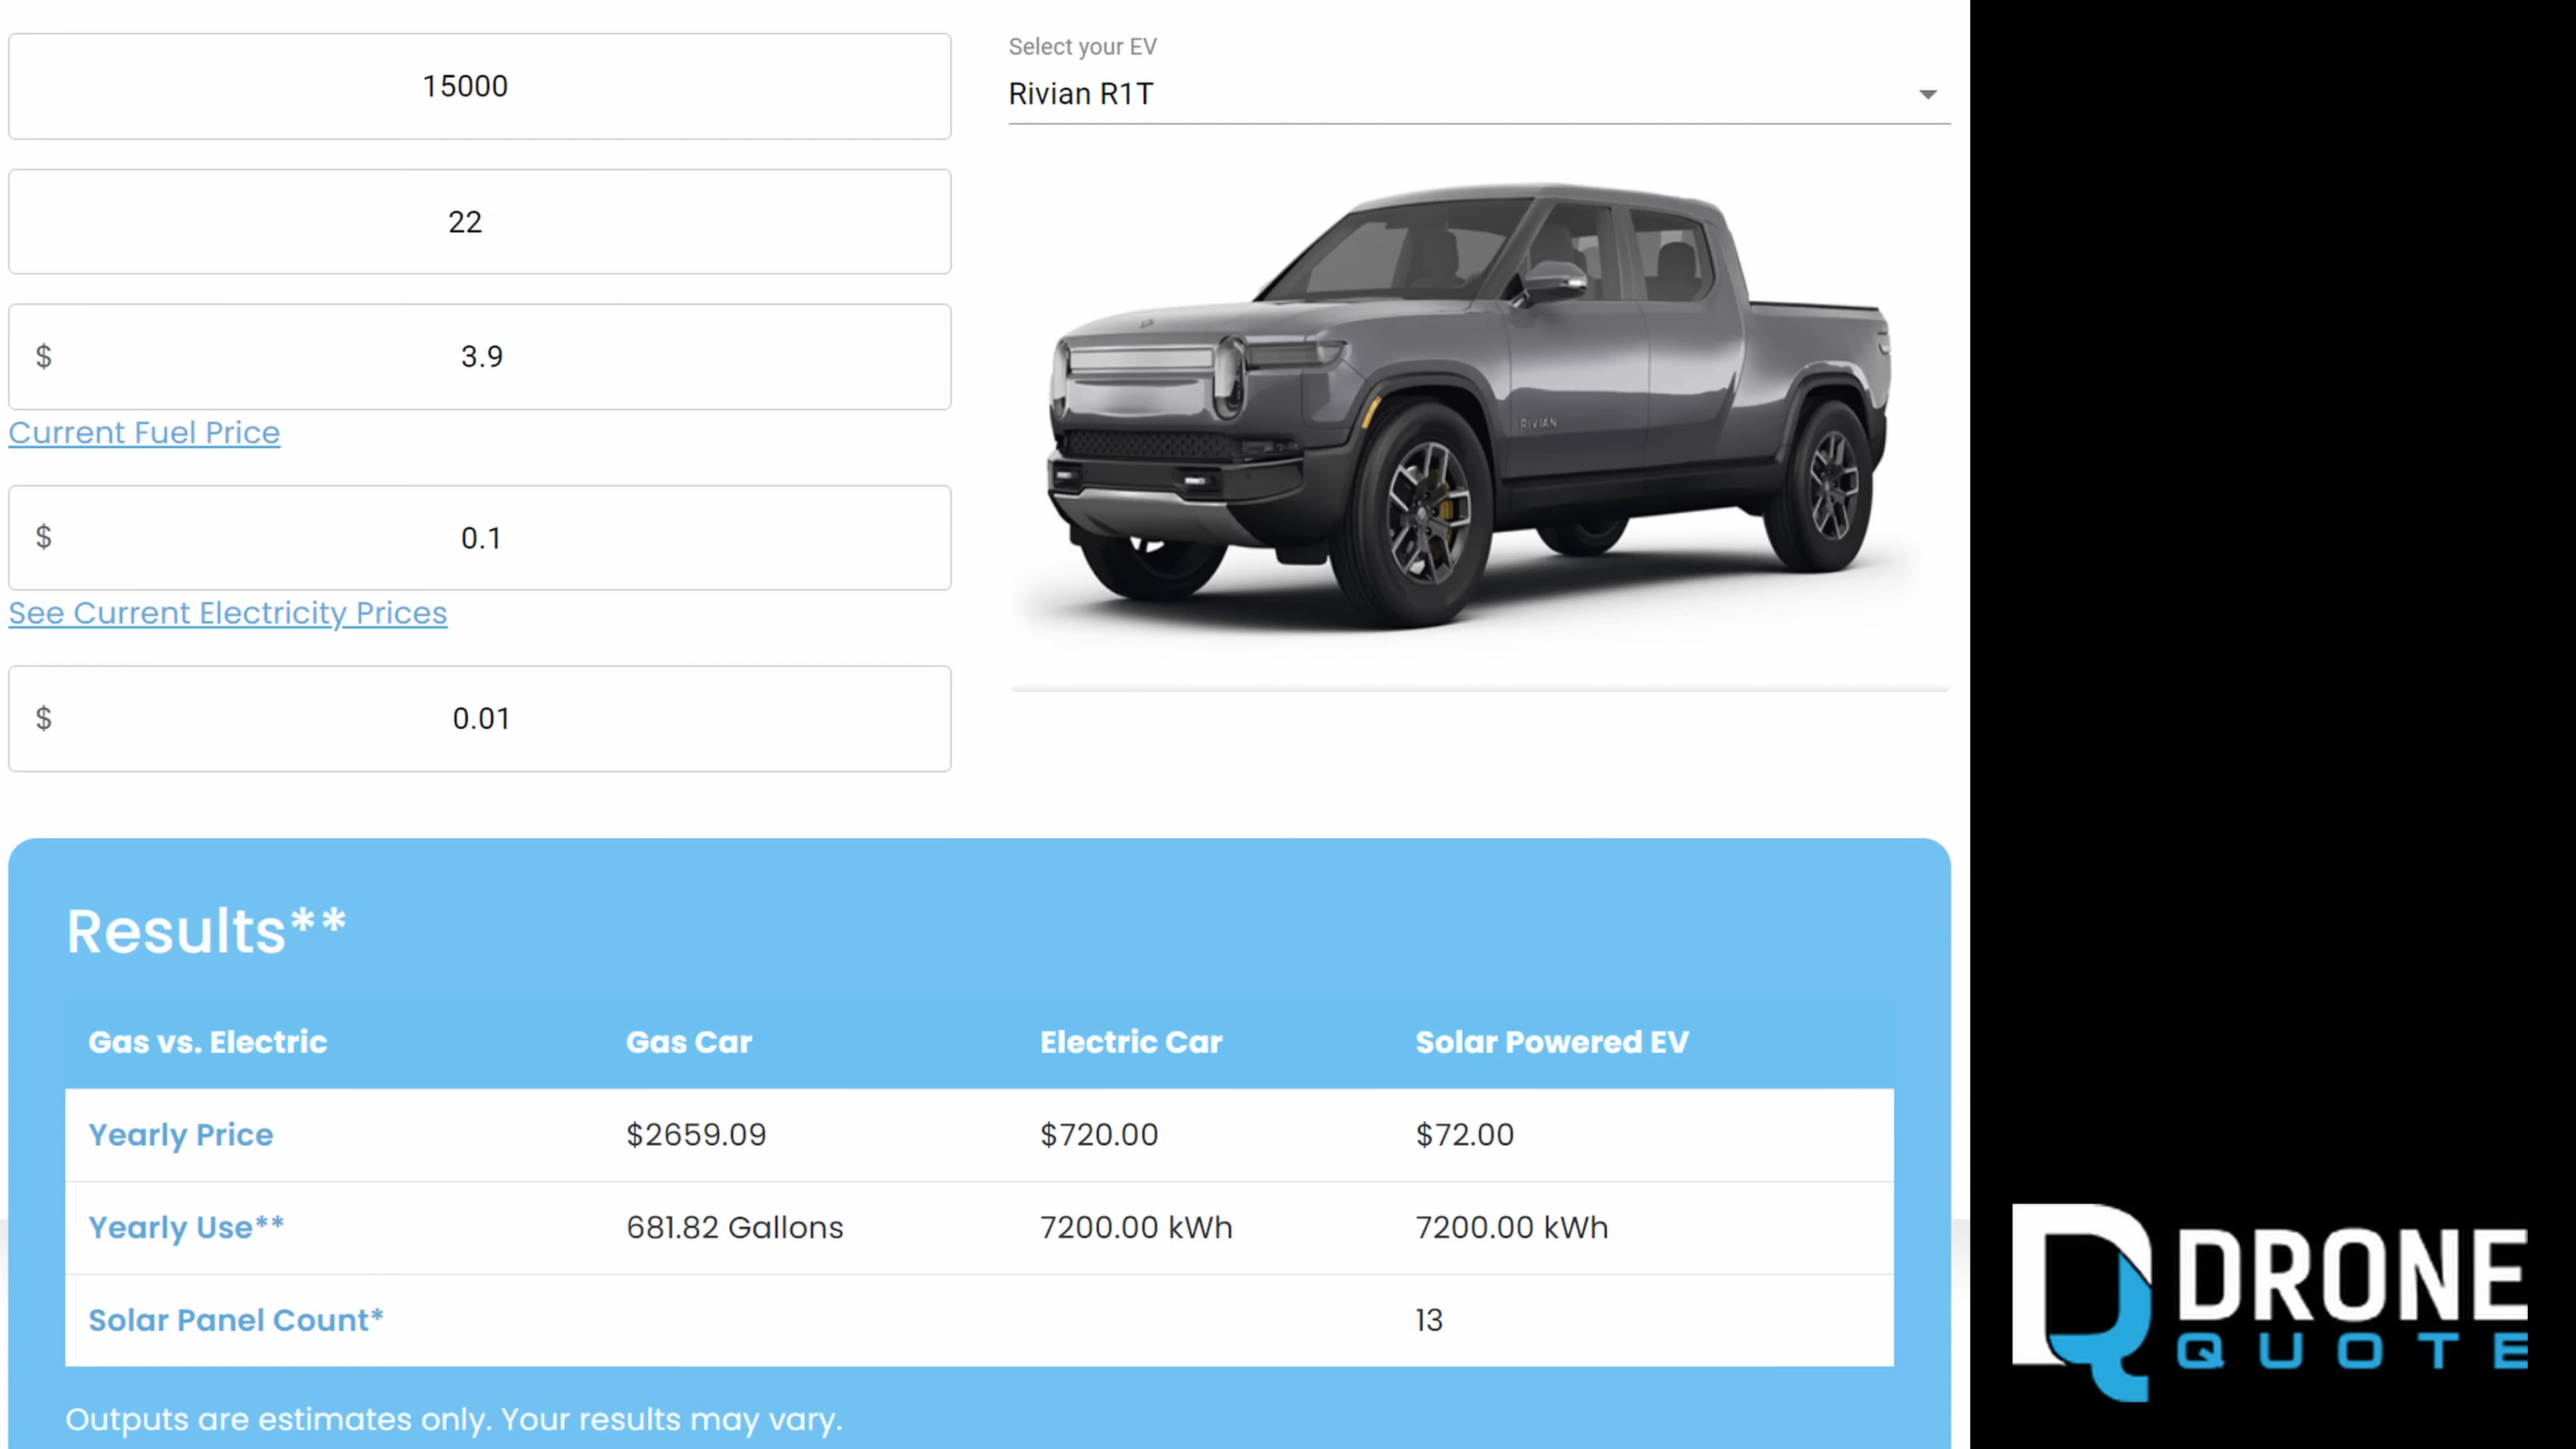 15000
22
$ 3.9
Current Fuel Price
$ 0.1
See Current Electricity Prices
$ 0.01
Select your EV
Rivian R1T
RIVIAN
Results**
Gas vs. Electric Gas Car Electric Car Solar Powered EV
Yearly Price $2659.09 $720.00 $72.00
Yearly Use** 681.82 Gallons 7200.00 kWh 7200.00 kWh
Solar Panel Count* 13
Outputs are estimates only. Your results may vary.
DRONE
QUOTE